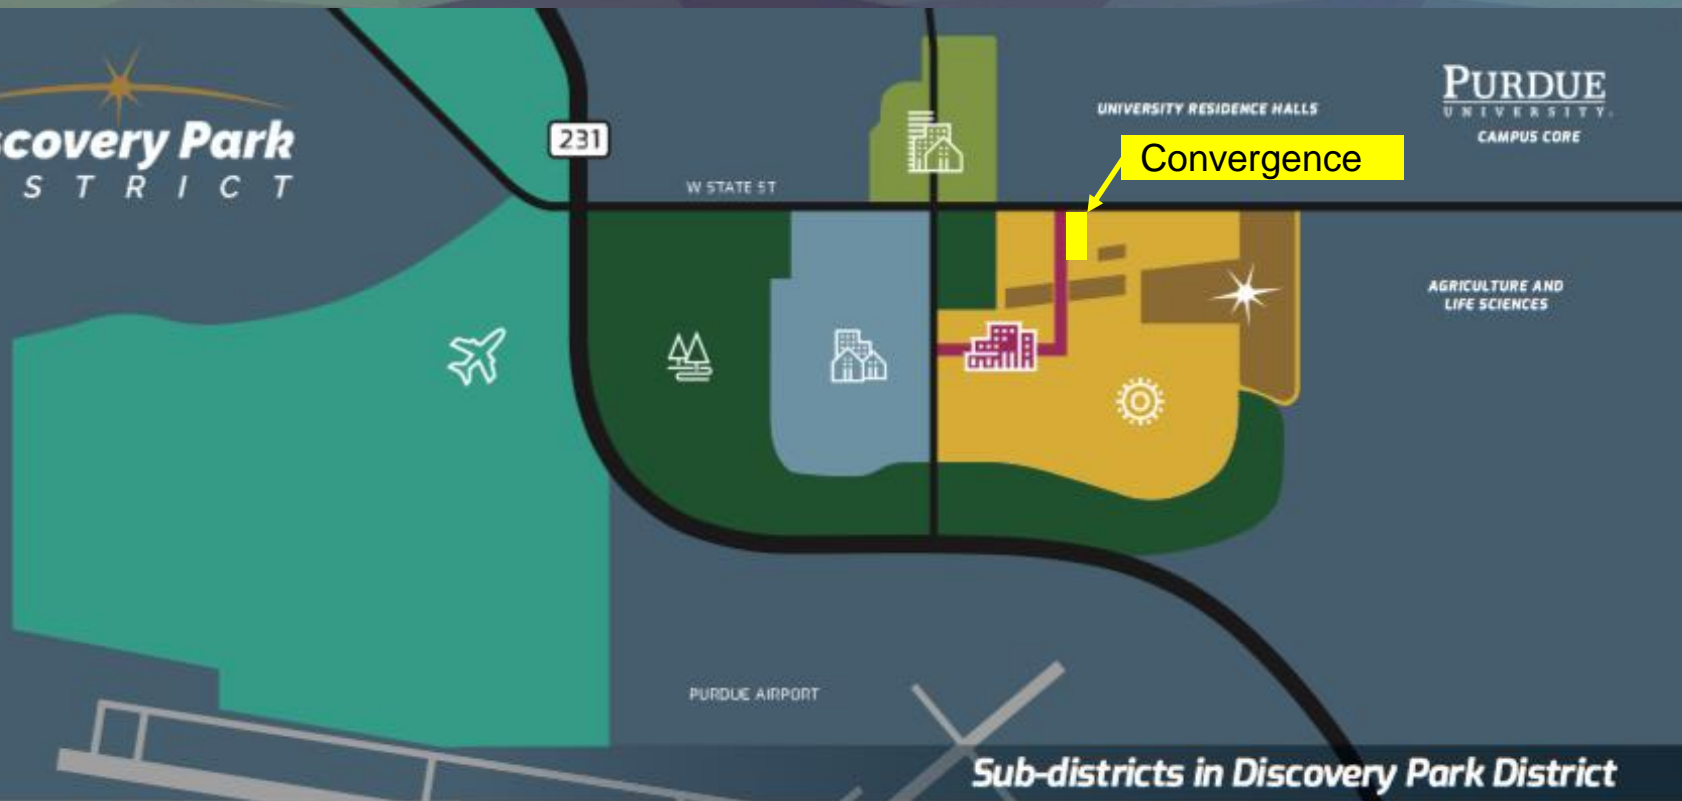 scovery Park
S T R I C T
231
W STATE ST
UNIVERSITY RESIDENCE HALLS
PURDUE
UNIVERSITY.
CAMPUS CORE
Convergence
AGRICULTURE AND
LIFE SCIENCES
PURDUE AIRPORT
Sub-districts in Discovery Park District